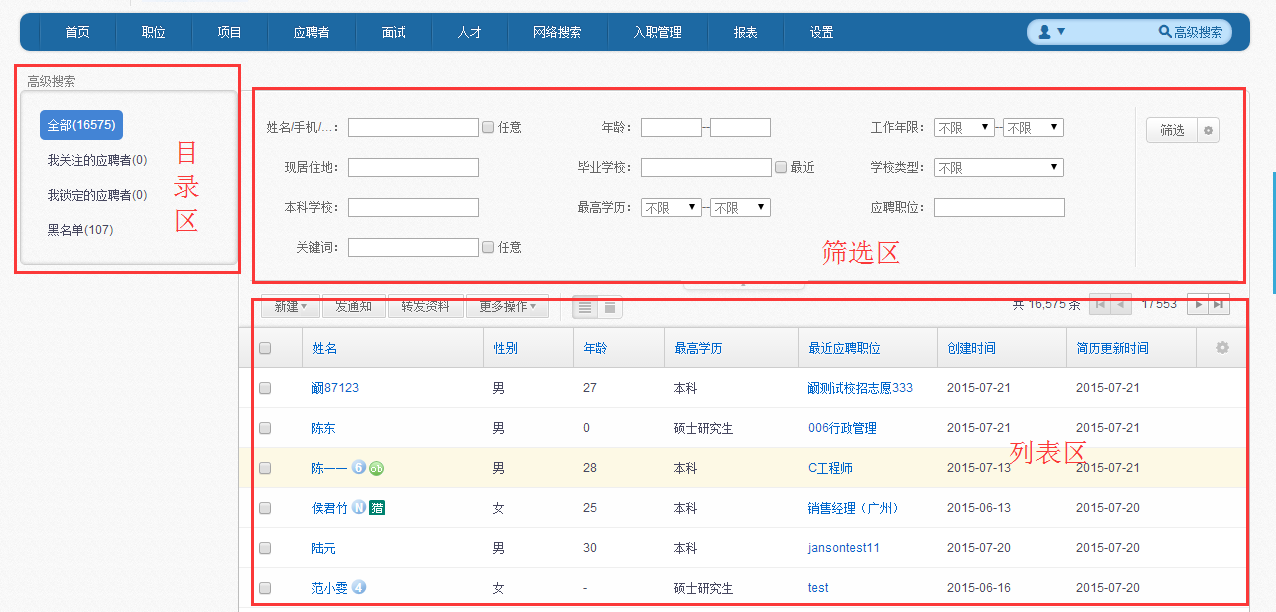 首页 职位 项目 应聘者 面试 人才 网络搜索 入职管理 报表 设置 高级搜索
高级搜索
全部(16575)
我关注的应聘者(0)
我锁定的应聘者(0)
黑名单(107)
目录区
姓名/手机/...： 任意 年龄： -- 工作年限： 不限 -- 不限 筛选
现居住地： 毕业学校： 最近 学校类型： 不限
本科学校： 最高学历： 不限 -- 不限 应聘职位：
关键词： 任意
筛选区
新建 发通知 转发资料 更多操作 共 16,575 条 1 / 553
姓名 性别 年龄 最高学历 最近应聘职位 创建时间 简历更新时间
阚87123 男 27 本科 阚测试校招志愿333 2015-07-21 2015-07-21
陈东 男 0 硕士研究生 006行政管理 2015-07-21 2015-07-21
列表区
陈一一 6 男 28 本科 C工程师 2015-07-13 2015-07-21
侯君竹 N 猎 女 25 本科 销售经理（广州） 2015-06-13 2015-07-20
陆元 男 30 本科 jansontest11 2015-07-20 2015-07-20
范小雯 4 女 - 硕士研究生 test 2015-06-16 2015-07-20